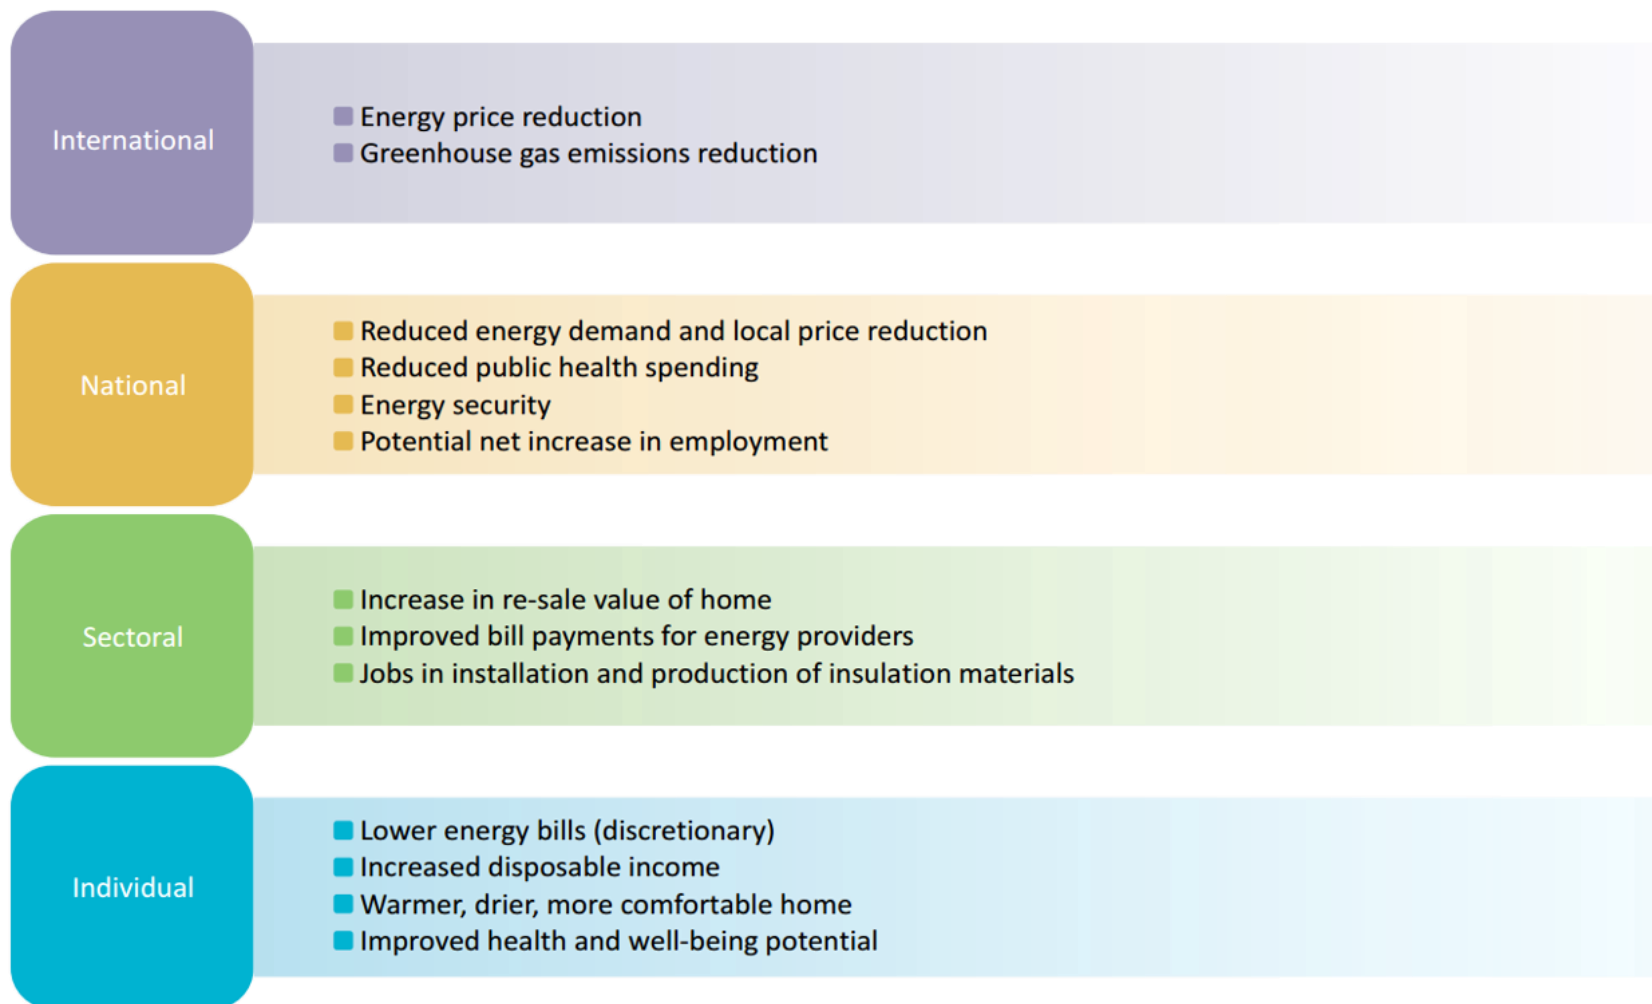 International
Energy price reduction
Greenhouse gas emissions reduction
National
Reduced energy demand and local price reduction
Reduced public health spending
Energy security
Potential net increase in employment
Sectoral
Increase in re-sale value of home
Improved bill payments for energy providers
Jobs in installation and production of insulation materials
Individual
Lower energy bills (discretionary)
Increased disposable income
Warmer, drier, more comfortable home
Improved health and well-being potential